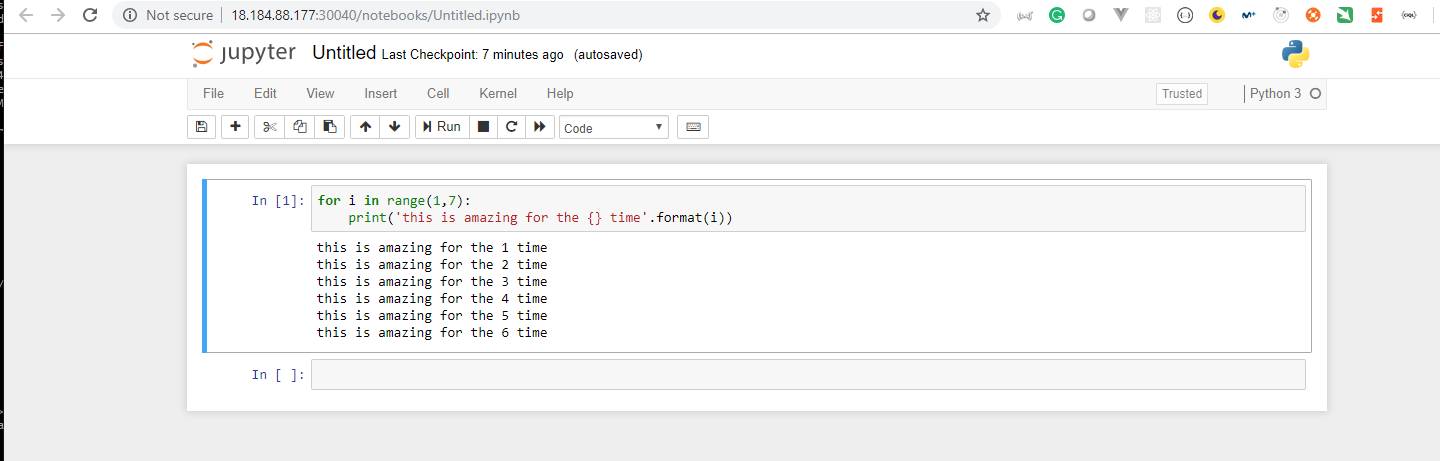 Not secure 18.184.88.177:30040/notebooks/Untitled.ipynb
jupyter Untitled Last Checkpoint: 7 minutes ago (autosaved)
File Edit View Insert Cell Kernel Help Trusted Python 3
Run Code
In [1]: for i in range(1,7):
print('this is amazing for the {} time'.format(i))
this is amazing for the 1 time
this is amazing for the 2 time
this is amazing for the 3 time
this is amazing for the 4 time
this is amazing for the 5 time
this is amazing for the 6 time
In [ ]: